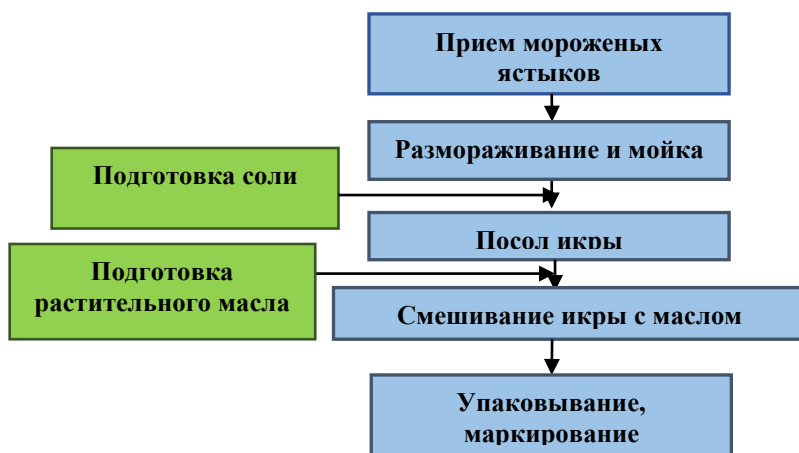 Прием мороженых
ястыков
Размораживание и мойка
Подготовка соли
Посол икры
Подготовка
растительного масла
Смешивание икры с маслом
Упаковывание,
маркирование